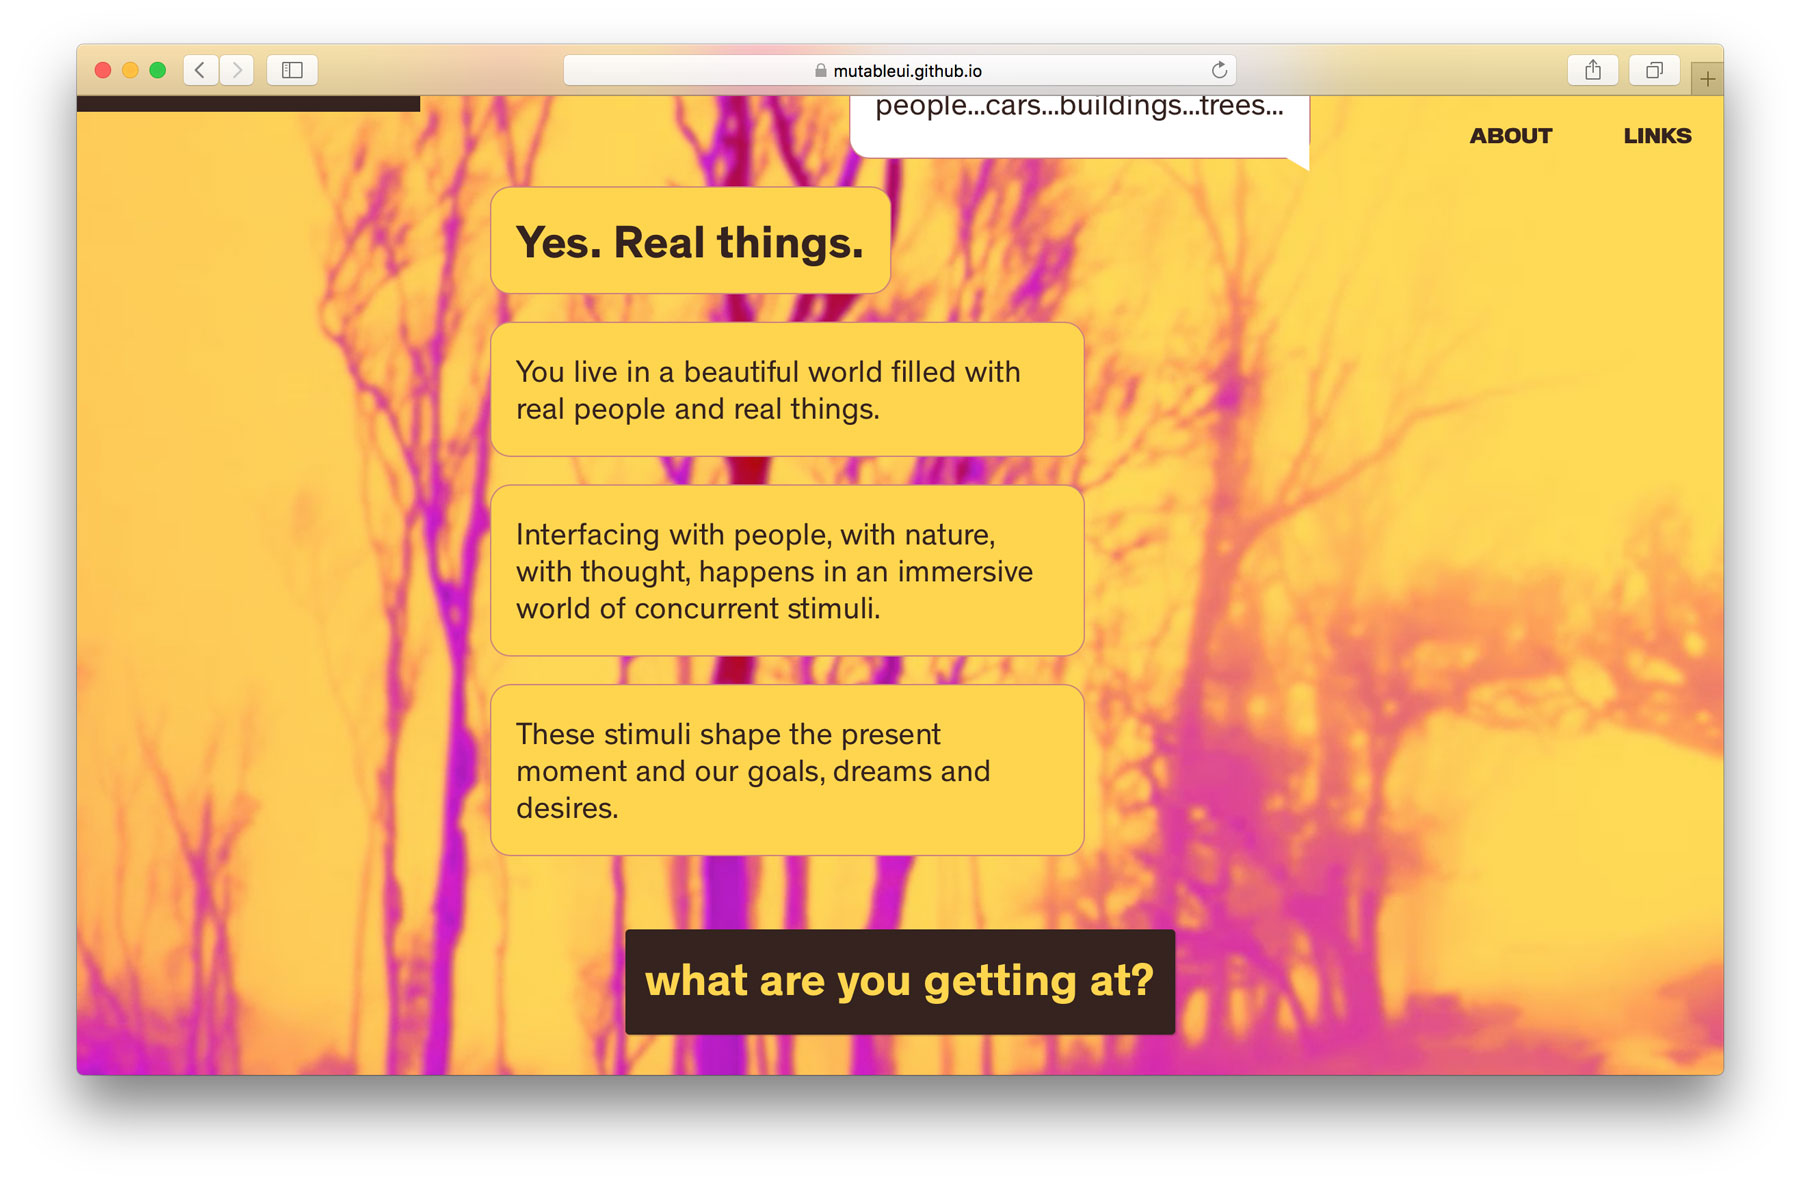 mutableui.github.io
people...cars...buildings...trees...
ABOUT
LINKS
Yes. Real things.
You live in a beautiful world filled with
real people and real things.
Interfacing with people, with nature,
with thought, happens in an immersive
world of concurrent stimuli.
These stimuli shape the present
moment and our goals, dreams and
desires.
what are you getting at?